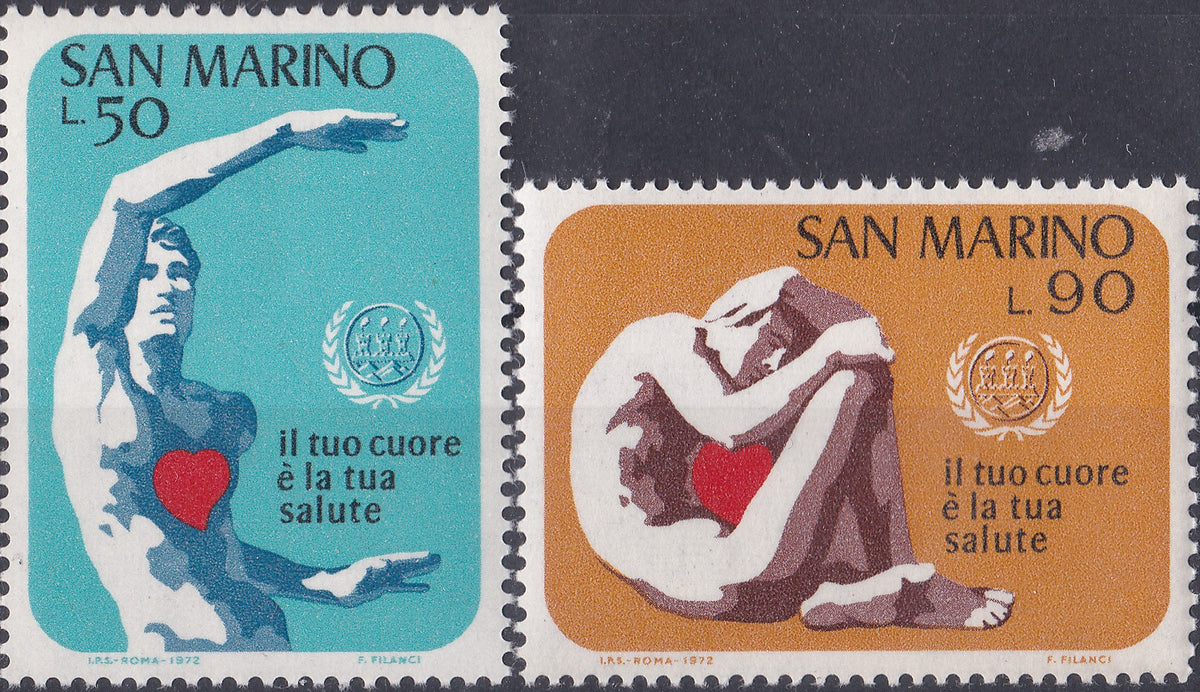 SAN MARINO
L. 50
il tuo cuore
è la tua
salute
I.P.S.-ROMA-1972
F. FILANCI
SAN MARINO
L. 90
il tuo cuore
è la tua
salute
I.P.S.-ROMA-1972
F. FILANCI